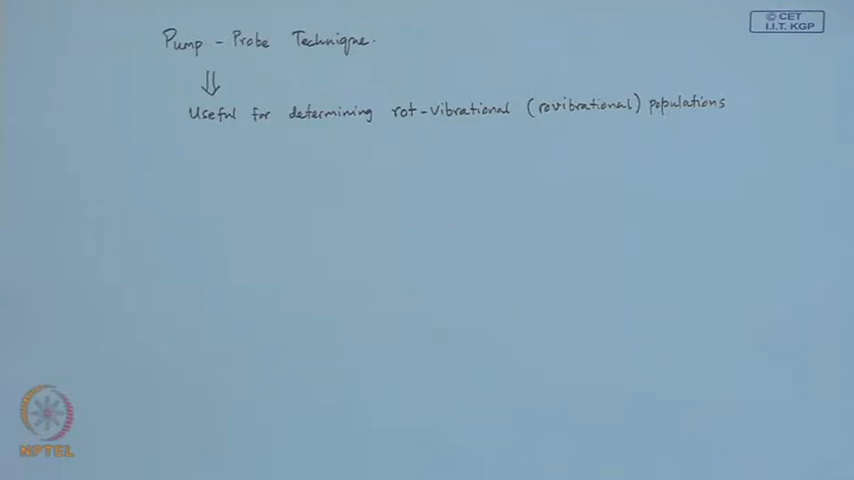 © CET
I.I.T. KGP
Pump - Probe Technique.
Useful for determining rot-vibrational (rovibrational) populations
NPTEL